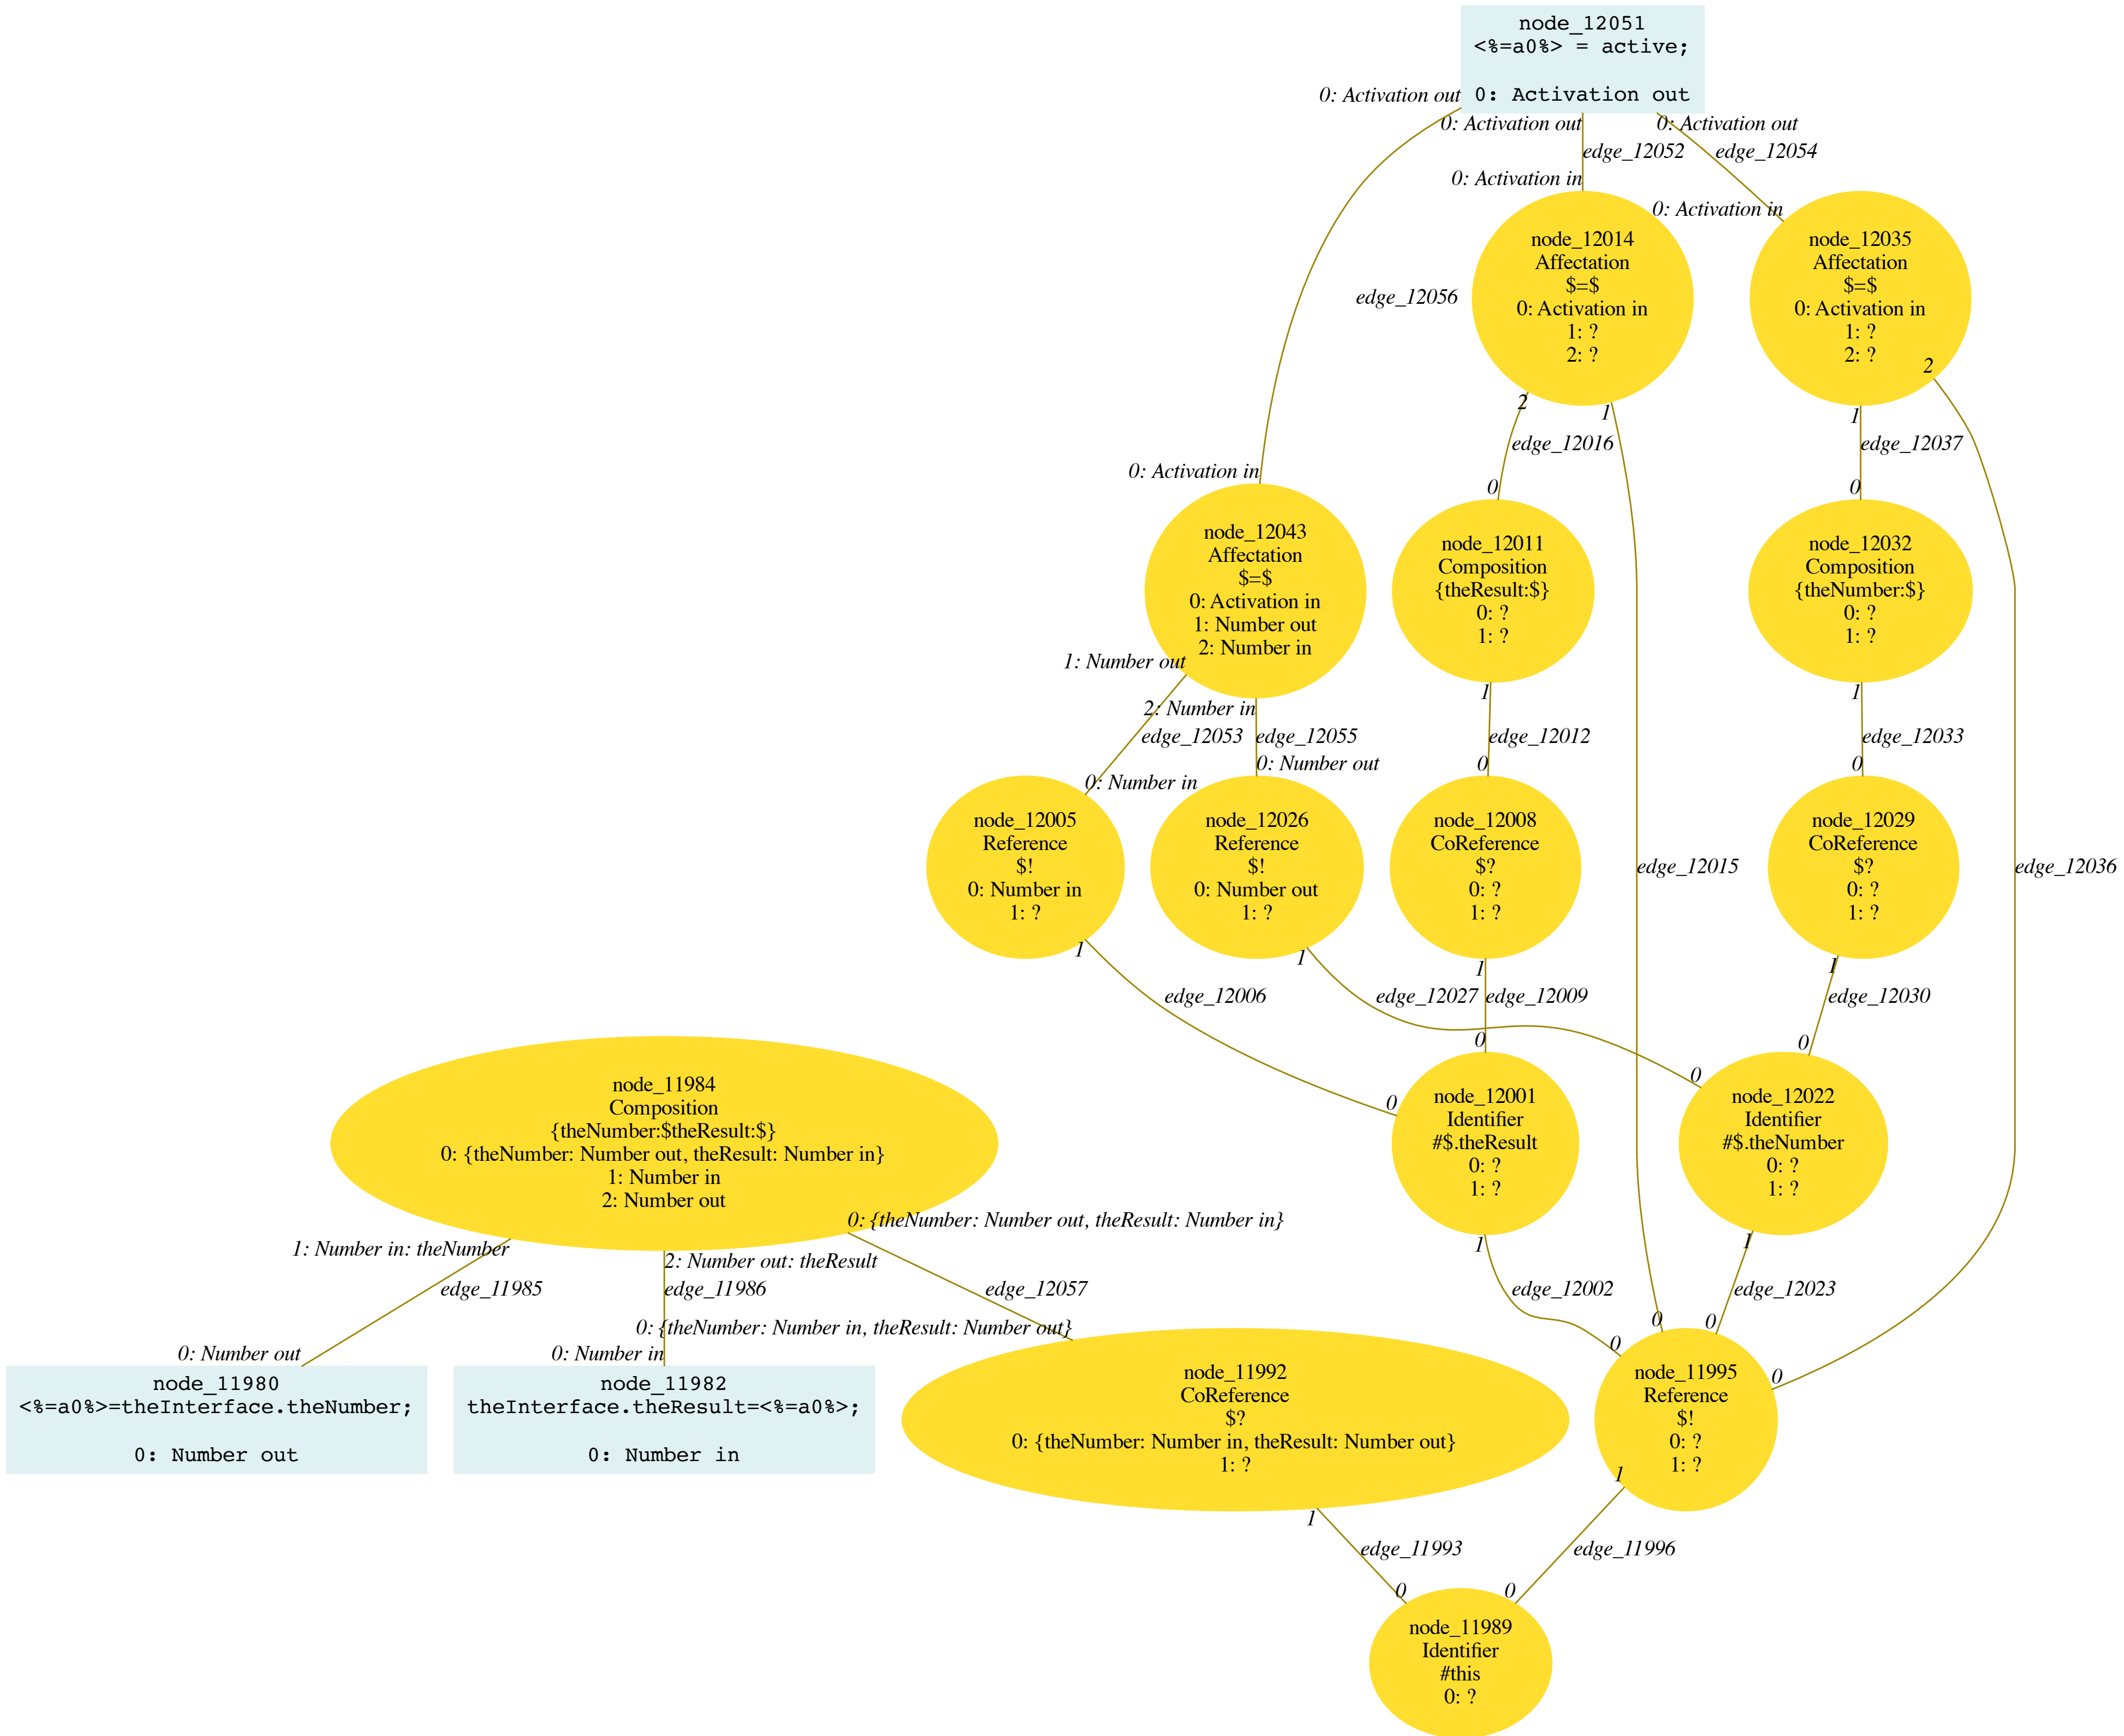 node_12051
<%=a0%> = active;
0: Activation out
0: Activation out
0: Activation out
0: Activation out
edge_12052
edge_12054
0: Activation in
0: Activation in
node_12014
Affectation
$=$
0: Activation in
1: ?
2: ?
node_12035
Affectation
$=$
0: Activation in
1: ?
2: ?
edge_12056
2
2
1
1
edge_12016
edge_12037
0: Activation in
0
0
node_12043
Affectation
$=$
0: Activation in
1: Number out
2: Number in
node_12011
Composition
{theResult:$}
0: ?
1: ?
node_12032
Composition
{theNumber:$}
0: ?
1: ?
1: Number out
2: Number in
1
1
edge_12053
edge_12055
edge_12012
edge_12033
0: Number in
0: Number out
0
0
node_12005
Reference
$!
0: Number in
1: ?
node_12026
Reference
$!
0: Number out
1: ?
node_12008
CoReference
$?
0: ?
1: ?
edge_12015
node_12029
CoReference
$?
0: ?
1: ?
edge_12036
1
1
1
1
edge_12006
edge_12027
edge_12009
edge_12030
0
0
0
0
node_11984
Composition
{theNumber:$theResult:$}
0: {theNumber: Number out, theResult: Number in}
1: Number in
2: Number out
node_12001
Identifier
#$.theResult
0: ?
1: ?
node_12022
Identifier
#$.theNumber
0: ?
1: ?
1: Number in: theNumber
2: Number out: theResult
0: {theNumber: Number out, theResult: Number in}
1
1
edge_11985
edge_11986
edge_12057
edge_12002
edge_12023
0: Number out
0: Number in
0: {theNumber: Number in, theResult: Number out}
0
0
0
0
node_11980
<%=a0%>=theInterface.theNumber;
0: Number out
node_11982
theInterface.theResult=<%=a0%>;
0: Number in
node_11992
CoReference
$?
0: {theNumber: Number in, theResult: Number out}
1: ?
node_11995
Reference
$!
0: ?
1: ?
1
1
edge_11993
edge_11996
0
0
node_11989
Identifier
#this
0: ?